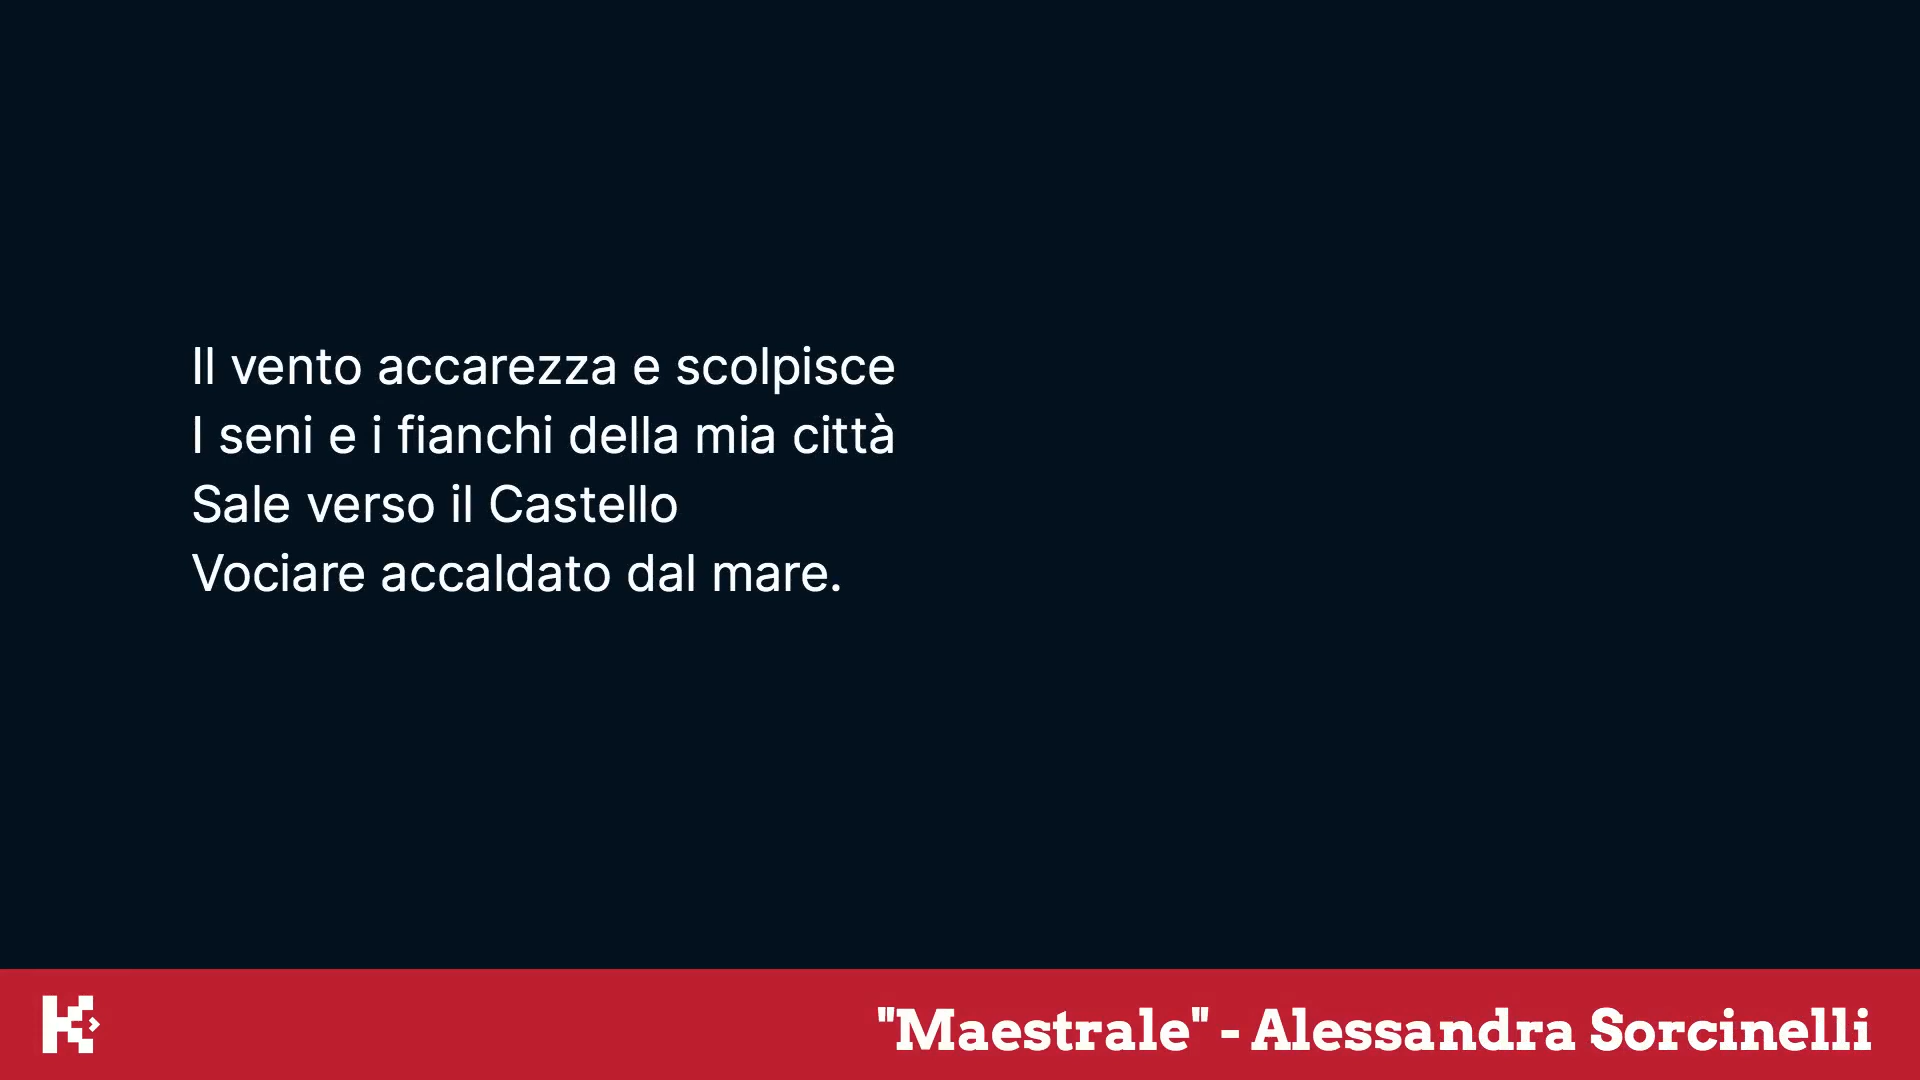 Il vento accarezza e scolpisce
I seni e i fianchi della mia città
Sale verso il Castello
Vociare accaldato dal mare.
"Maestrale" - Alessandra Sorcinelli